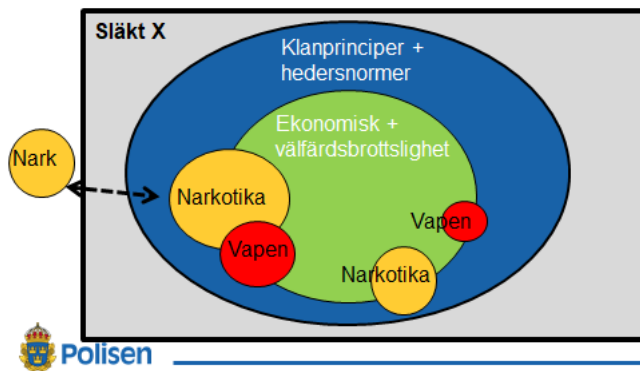 Släkt X
Klanprinciper +
hedersnormer
Ekonomisk +
välfärdsbrottslighet
Nark
Narkotika
Vapen
Vapen
Narkotika
Polisen